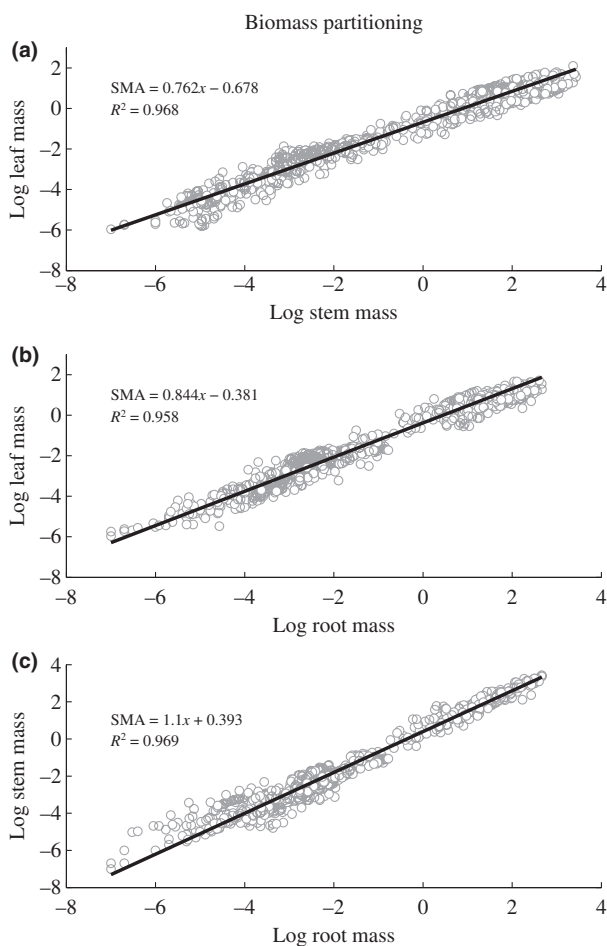 Biomass partitioning
(a)
SMA = 0.762x − 0.678
R² = 0.968
Log leaf mass
2
0
−2
−4
−6
−8
−8 −6 −4 −2 0 2 4
Log stem mass
(b)
SMA = 0.844x − 0.381
R² = 0.958
Log leaf mass
2
0
−2
−4
−6
−8
−8 −6 −4 −2 0 2 4
Log root mass
(c)
SMA = 1.1x + 0.393
R² = 0.969
Log stem mass
4
2
0
−2
−4
−6
−8
−8 −6 −4 −2 0 2 4
Log root mass